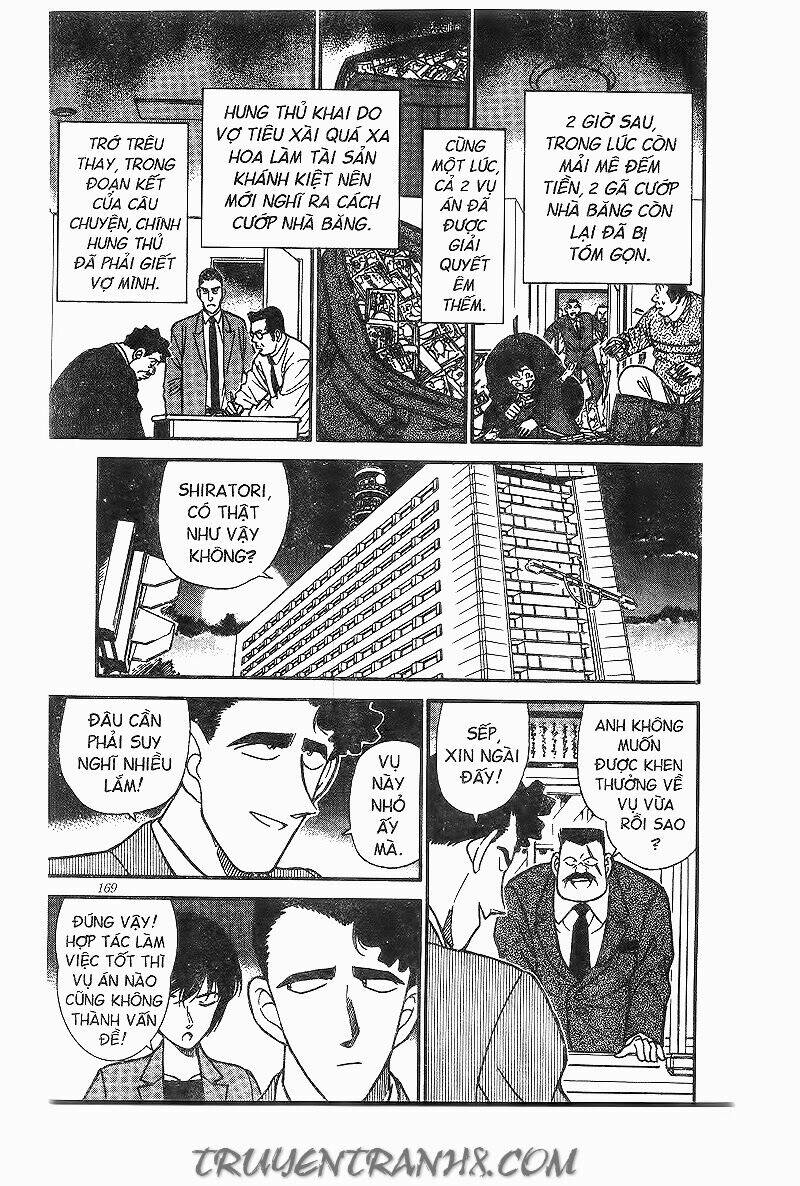 2 GIỜ SAU,
TRONG LÚC CÒN
MẢI MÊ ĐẾM
TIỀN, 2 GÃ CƯỚP
NHÀ BĂNG CÒN
LẠI ĐÃ BỊ
TÓM GỌN.
CÙNG
MỘT LÚC,
CẢ 2 VỤ
ÁN ĐÃ
ĐƯỢC
GIẢI
QUYẾT
ÊM
THẤM.
HUNG THỦ KHAI DO
VỢ TIÊU XÀI QUÁ XA
HOA LÀM TÀI SẢN
KHÁNH KIỆT NÊN
MỚI NGHĨ RA CÁCH
CƯỚP NHÀ BĂNG.
TRỚ TRÊU
THAY, TRONG
ĐOẠN KẾT
CỦA CÂU
CHUYỆN, CHÍNH
HUNG THỦ
ĐÃ PHẢI GIẾT
VỢ MÌNH.
SHIRATORI,
CÓ THẬT
NHƯ VẬY
KHÔNG?
ANH KHÔNG
MUỐN
ĐƯỢC KHEN
THƯỞNG VỀ
VỤ VỪA
RỒI SAO
?
SẾP,
XIN NGÀI
ĐẤY!
VỤ
NÀY
NHỎ
ẤY
MÀ.
ĐÂU CẦN
PHẢI SUY
NGHĨ NHIỀU
LẮM!
169
ĐÚNG VẬY!
HỢP TÁC LÀM
VIỆC TỐT THÌ
VỤ ÁN NÀO
CŨNG KHÔNG
THÀNH VẤN
ĐỀ!
TRUYENTRANH8.COM